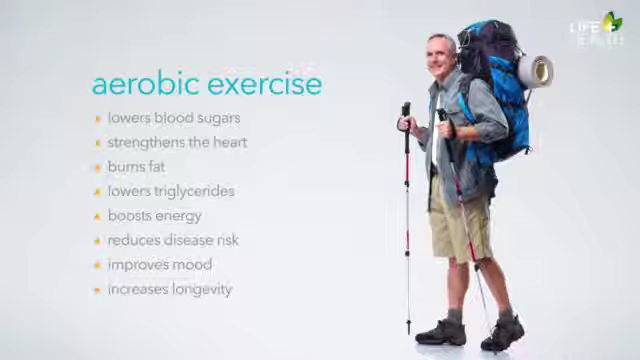 LIFE
HEALTH
aerobic exercise
lowers blood sugars
strengthens the heart
burns fat
lowers triglycerides
boosts energy
reduces disease risk
improves mood
increases longevity